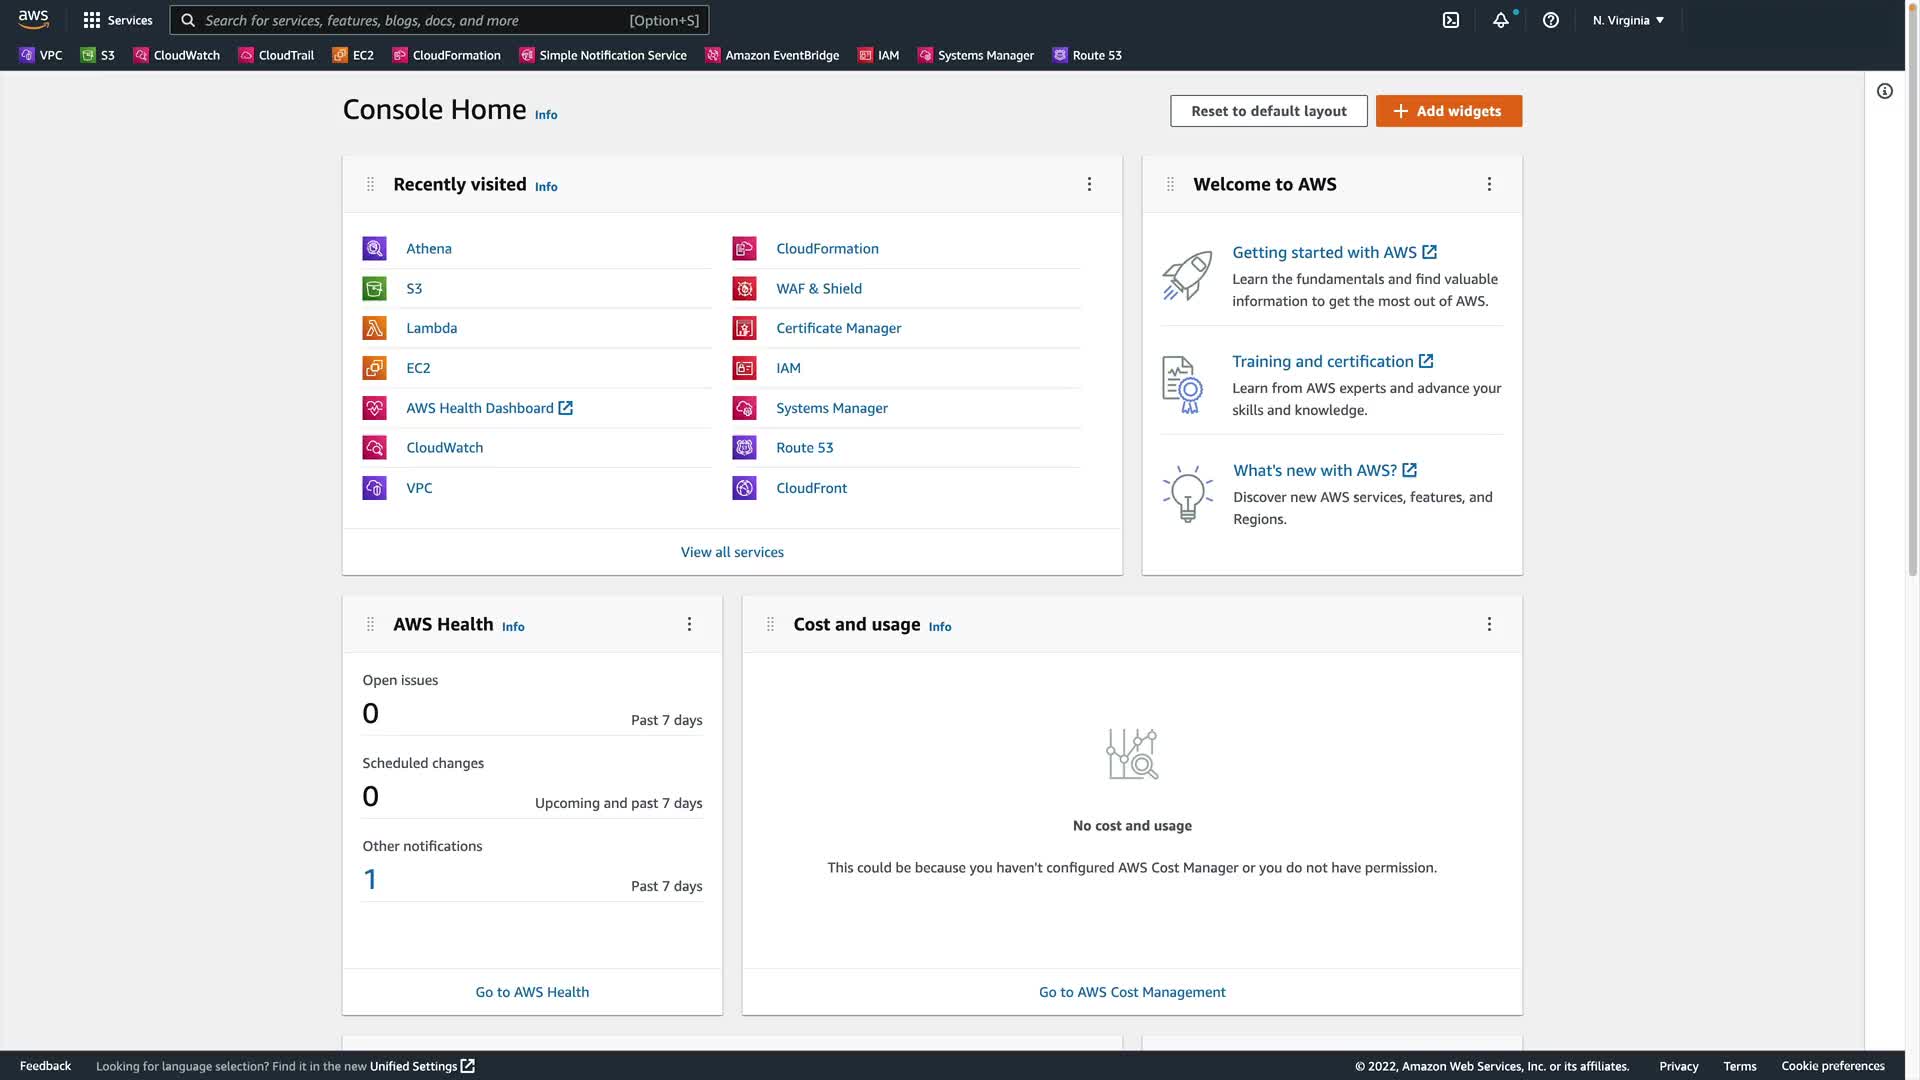 aws
Services
Search for services, features, blogs, docs, and more
[Option+S]
N. Virginia
VPC
S3
CloudWatch
CloudTrail
EC2
CloudFormation
Simple Notification Service
Amazon EventBridge
IAM
Systems Manager
Route 53
Console Home Info
Reset to default layout
Add widgets
Recently visited Info
Athena
S3
Lambda
EC2
AWS Health Dashboard
CloudWatch
VPC
CloudFormation
WAF & Shield
Certificate Manager
IAM
Systems Manager
Route 53
CloudFront
View all services
Welcome to AWS
Getting started with AWS
Learn the fundamentals and find valuable
information to get the most out of AWS.
Training and certification
Learn from AWS experts and advance your
skills and knowledge.
What's new with AWS?
Discover new AWS services, features, and
Regions.
AWS Health Info
Open issues
0
Past 7 days
Scheduled changes
0
Upcoming and past 7 days
Other notifications
1
Past 7 days
Go to AWS Health
Cost and usage Info
No cost and usage
This could be because you haven't configured AWS Cost Manager or you do not have permission.
Go to AWS Cost Management
Feedback
Looking for language selection? Find it in the new Unified Settings
© 2022, Amazon Web Services, Inc. or its affiliates.
Privacy
Terms
Cookie preferences